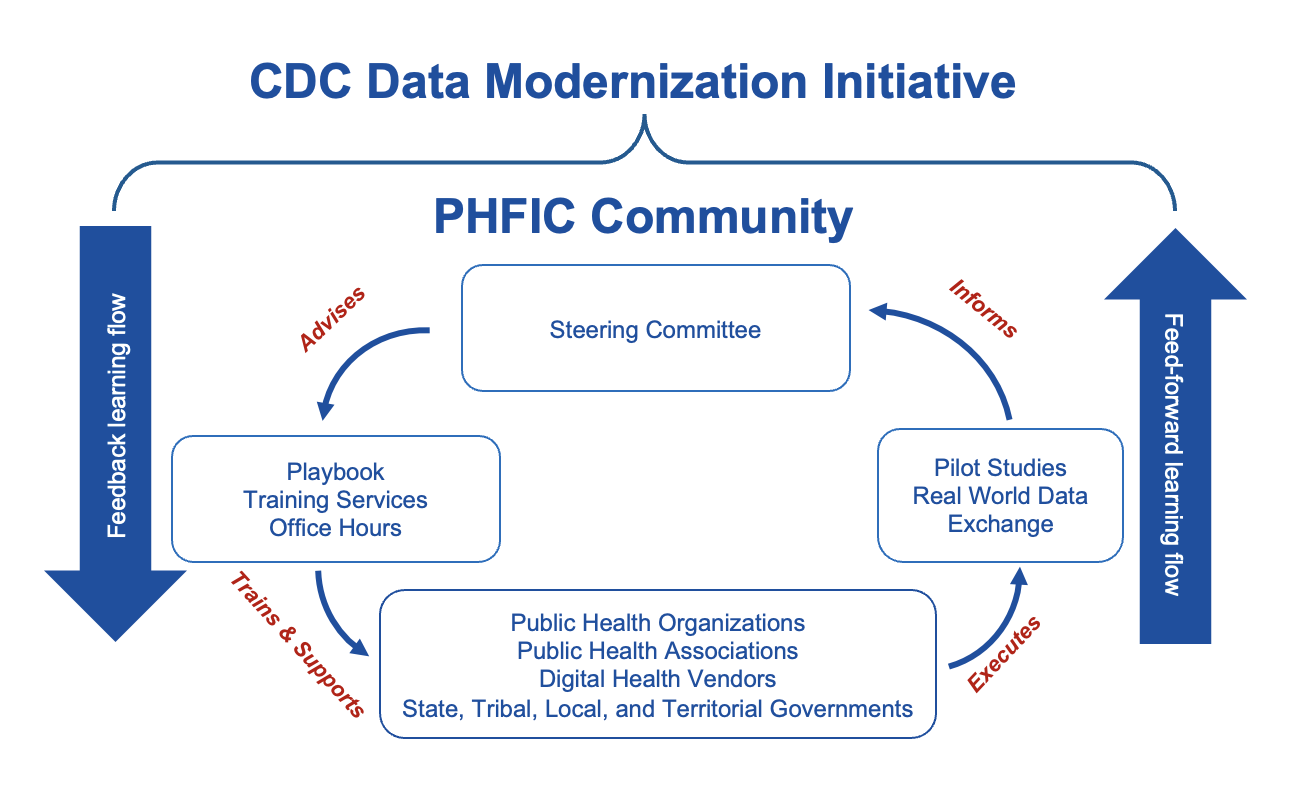 CDC Data Modernization Initiative
PHFIC Community
Steering Committee
Advises
Informs
Feedback learning flow
Feed-forward learning flow
Playbook
Training Services
Office Hours
Pilot Studies
Real World Data
Exchange
Trains & Supports
Executes
Public Health Organizations
Public Health Associations
Digital Health Vendors
State, Tribal, Local, and Territorial Governments